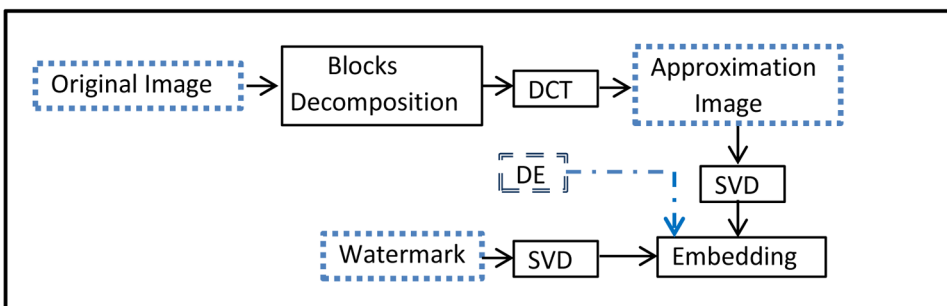 Original Image
Blocks
Decomposition
DCT
Approximation
Image
DE
SVD
Watermark
SVD
Embedding